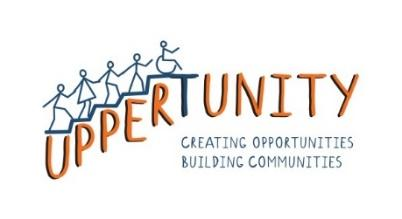 UPPERTUNITY
CREATING OPPORTUNITIES
BUILDING COMMUNITIES